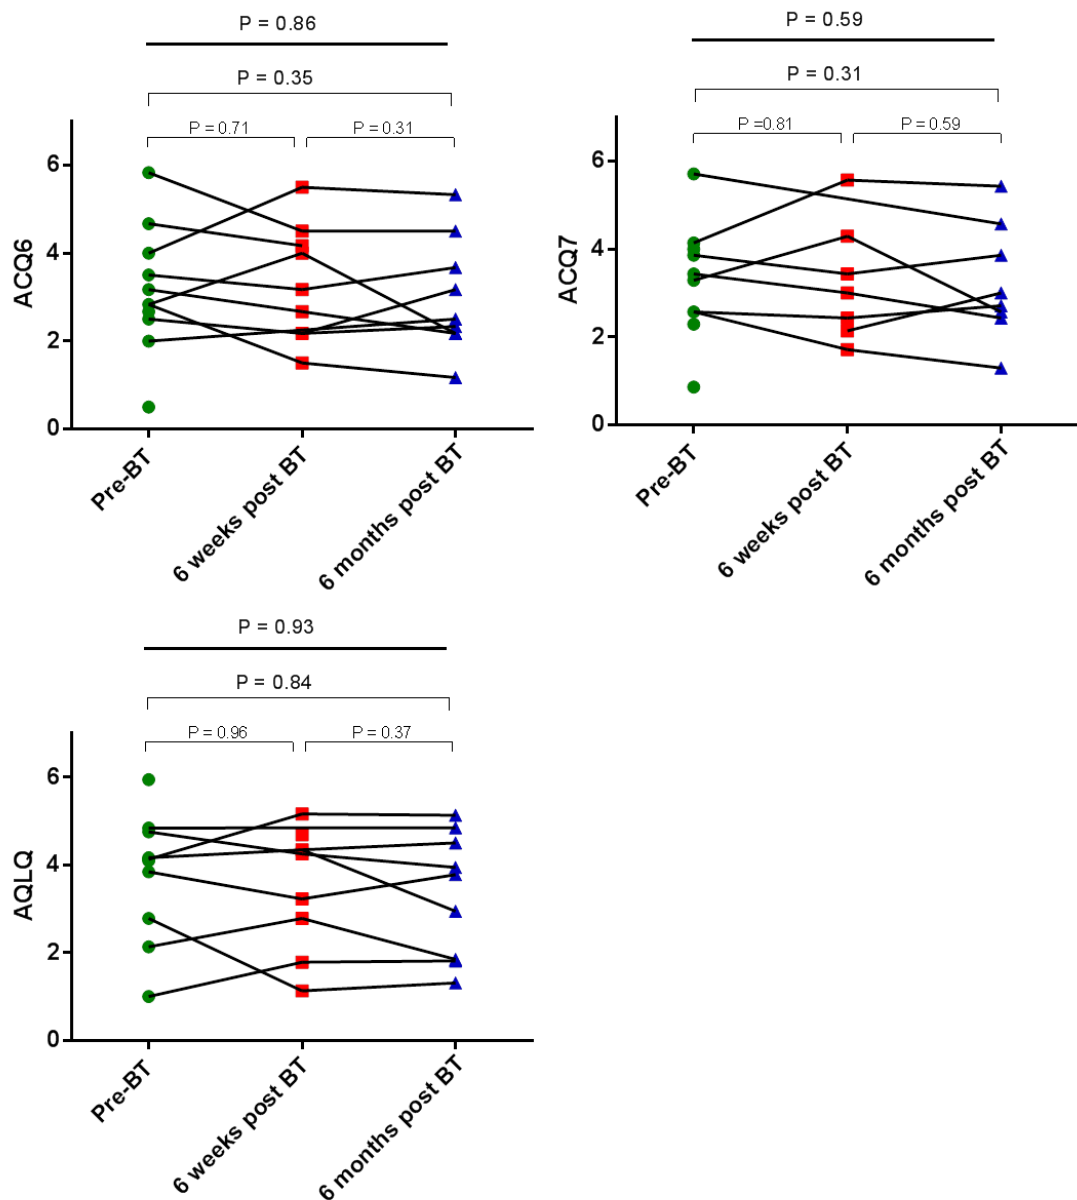 P = 0.86
P = 0.35
P = 0.71
P = 0.31
6
4
2
0
ACQ6
Pre-BT
6 weeks post BT
6 months post BT
P = 0.59
P = 0.31
P =0.81
P = 0.59
6
4
2
0
ACQ7
Pre-BT
6 weeks post BT
6 months post BT
P = 0.93
P = 0.84
P = 0.96
P = 0.37
6
4
2
0
AQLQ
Pre-BT
6 weeks post BT
6 months post BT